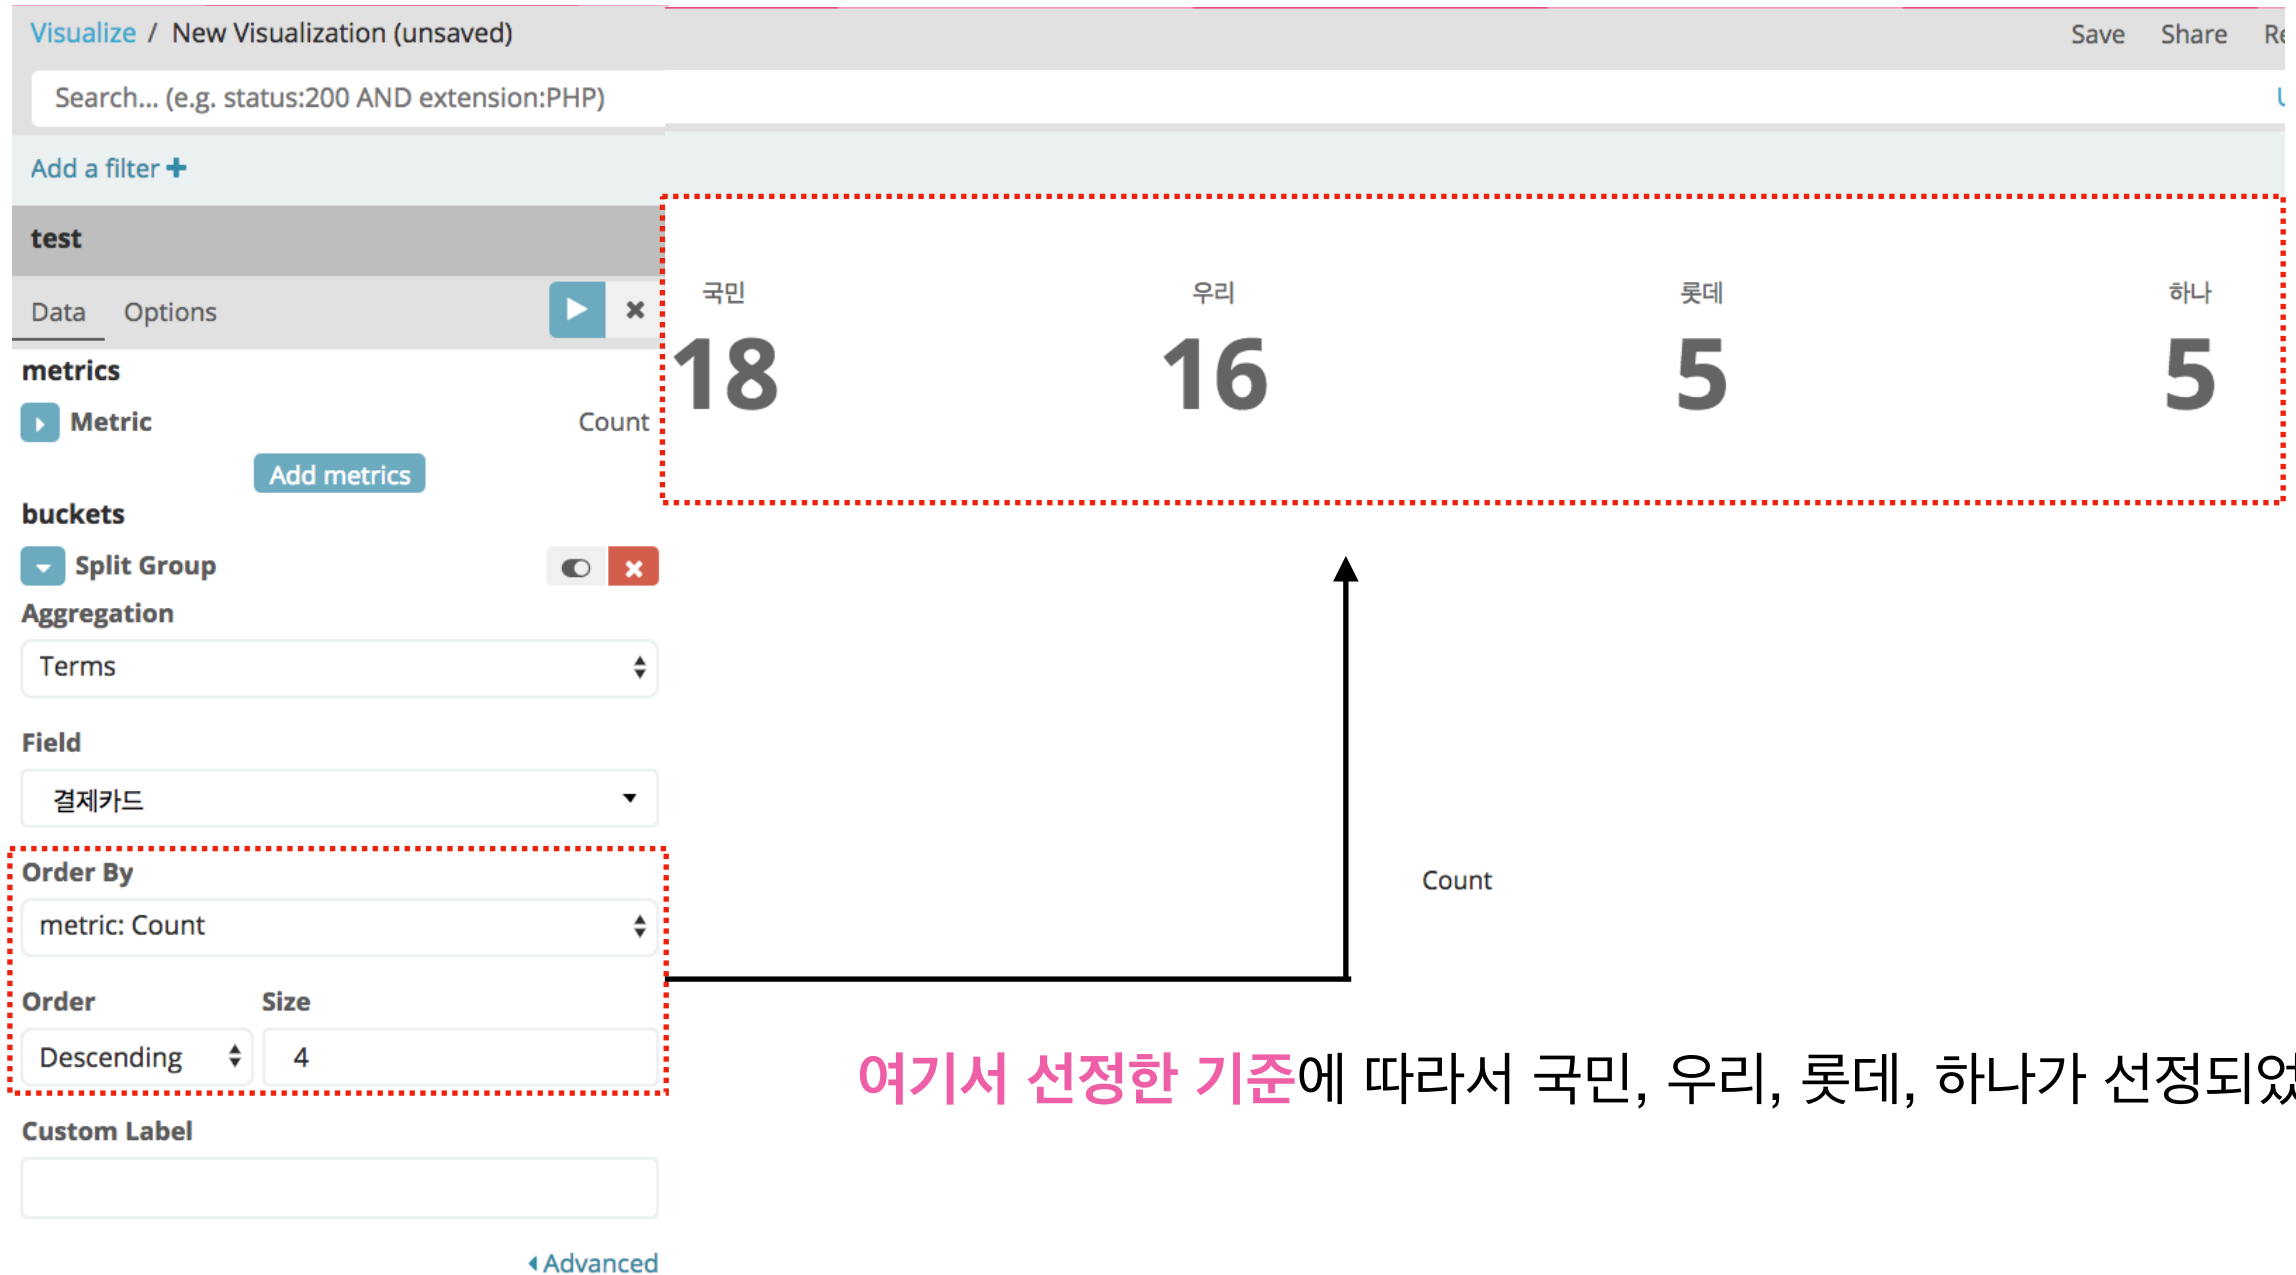 Visualize / New Visualization (unsaved)
Save Share Re
Search... (e.g. status:200 AND extension:PHP)
Add a filter +
test
Data Options
metrics
Metric Count
Add metrics
buckets
Split Group
Aggregation
Terms
Field
결제카드
Order By
metric: Count
Order Size
Descending 4
Custom Label
Advanced
국민 우리 롯데 하나
18 16 5 5
Count
여기서 선정한 기준에 따라서 국민, 우리, 롯데, 하나가 선정되었